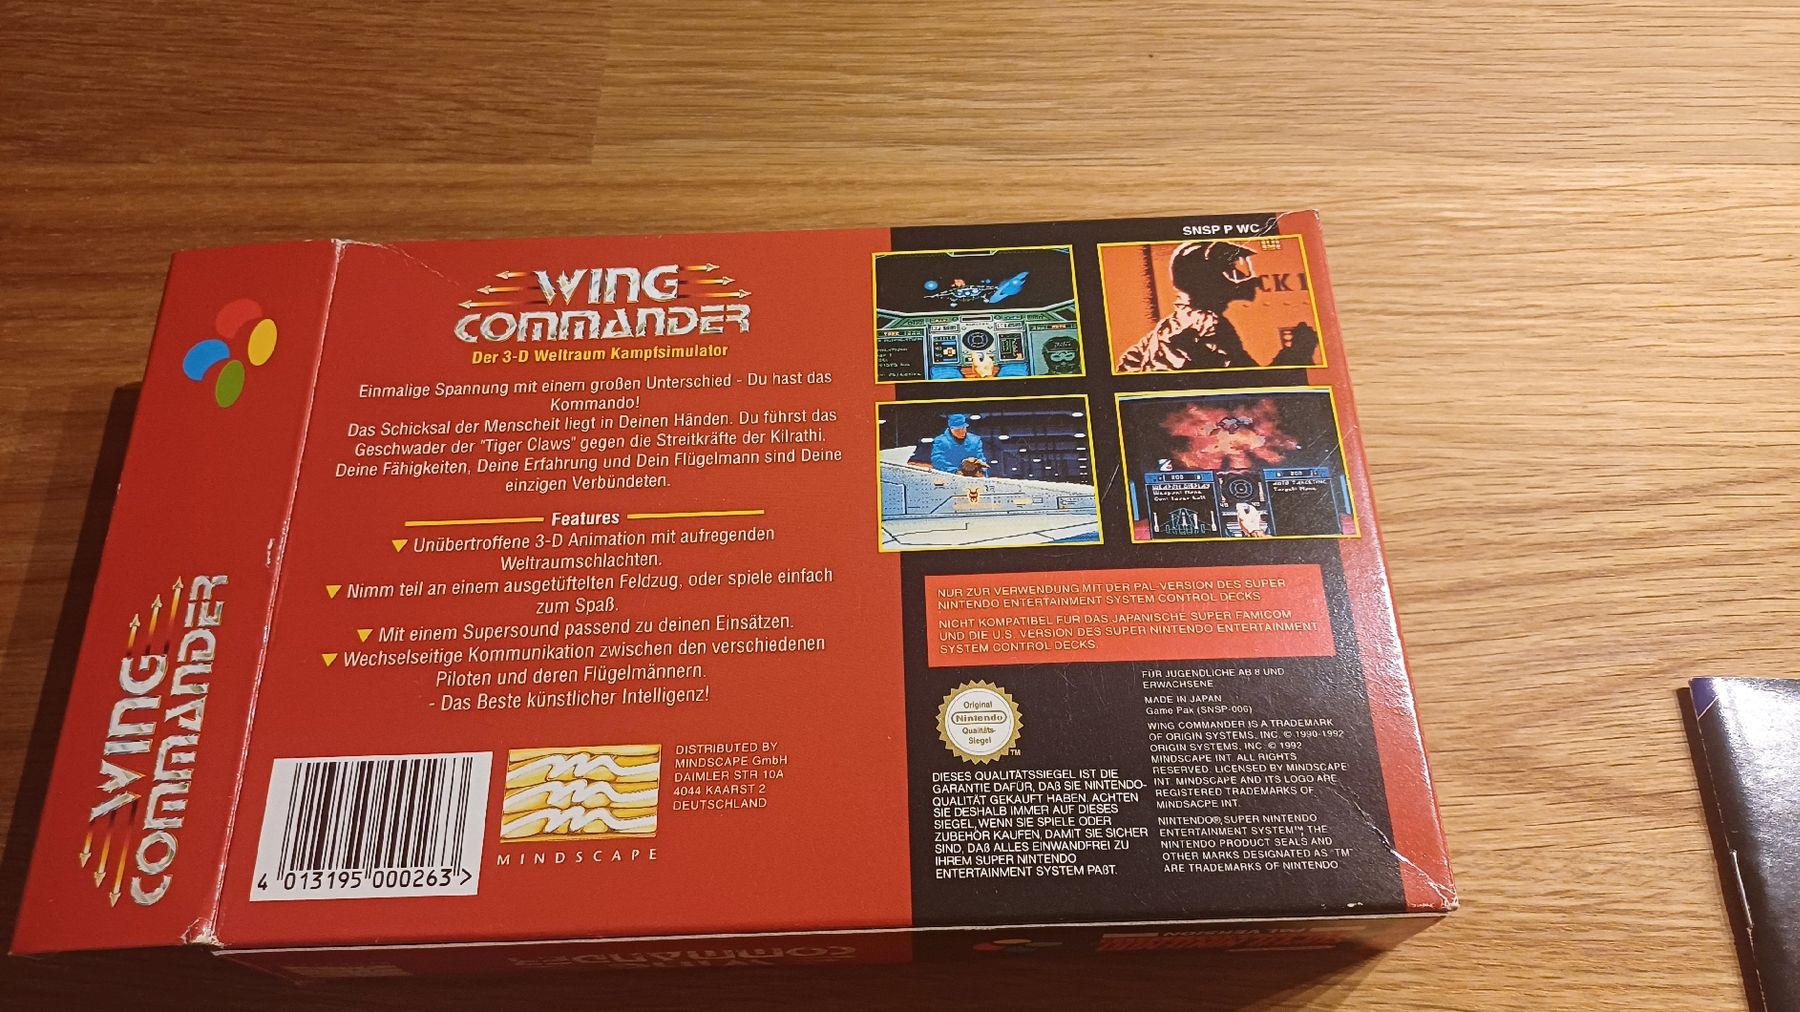 WING
COMMANDER
WING
COMMANDER
Der 3-D Weltraum Kampfsimulator
Einmalige Spannung mit einem großen Unterschied - Du hast das
Kommando!
Das Schicksal der Menscheit liegt in Deinen Händen. Du führst das
Geschwader der "Tiger Claws" gegen die Streitkräfte der Kilrathi.
Deine Fähigkeiten, Deine Erfahrung und Dein Flügelmann sind Deine
einzigen Verbündeten.
Features
Unübertroffene 3-D Animation mit aufregenden
Weltraumschlachten.
Nimm teil an einem ausgetüftelten Feldzug, oder spiele einfach
zum Spaß.
Mit einem Supersound passend zu deinen Einsätzen.
Wechselseitige Kommunikation zwischen den verschiedenen
Piloten und deren Flügelmännern.
- Das Beste künstlicher Intelligenz!
4 013195 000263 >
MINDSCAPE
DISTRIBUTED BY
MINDSCAPE GmbH
DAIMLER STR 10A
4044 KAARST 2
DEUTSCHLAND
SNSP P WC
NUR ZUR VERWENDUNG MIT DER PAL-VERSION DES SUPER
NINTENDO ENTERTAINMENT SYSTEM CONTROL DECKS.
NICHT KOMPATIBEL FÜR DAS JAPANISCHE SUPER FAMICOM
UND DIE U.S. VERSION DES SUPER NINTENDO ENTERTAINMENT
SYSTEM CONTROL DECKS.
Original
Nintendo
Qualitäts-
Siegel
TM
DIESES QUALITÄTSSIEGEL IST DIE
GARANTIE DAFÜR, DAß SIE NINTENDO-
QUALITÄT GEKAUFT HABEN. ACHTEN
SIE DESHALB IMMER AUF DIESES
SIEGEL, WENN SIE SPIELE ODER
ZUBEHÖR KAUFEN, DAMIT SIE SICHER
SIND, DAß ALLES EINWANDFREI ZU
IHREM SUPER NINTENDO
ENTERTAINMENT SYSTEM PAßT.
FÜR JUGENDLICHE AB 8 UND
ERWACHSENE
MADE IN JAPAN
Game Pak (SNSP-006)
WING COMMANDER IS A TRADEMARK
OF ORIGIN SYSTEMS, INC. © 1990-1992
ORIGIN SYSTEMS, INC. © 1992
MINDSCAPE INT. ALL RIGHTS
RESERVED. LICENSED BY MINDSCAPE
INT. MINDSCAPE AND ITS LOGO ARE
REGISTERED TRADEMARKS OF
MINDSACPE INT.
NINTENDO®, SUPER NINTENDO
ENTERTAINMENT SYSTEM™, THE
NINTENDO PRODUCT SEALS AND
OTHER MARKS DESIGNATED AS "TM"
ARE TRADEMARKS OF NINTENDO.
WING
COMMANDER
PAL VERSION